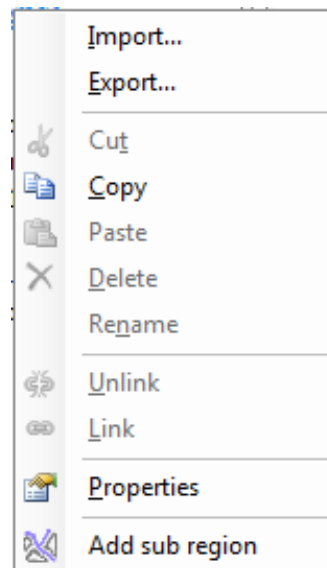 Import...
Export...
Cut
Copy
Paste
Delete
Rename
Unlink
Link
Properties
Add sub region